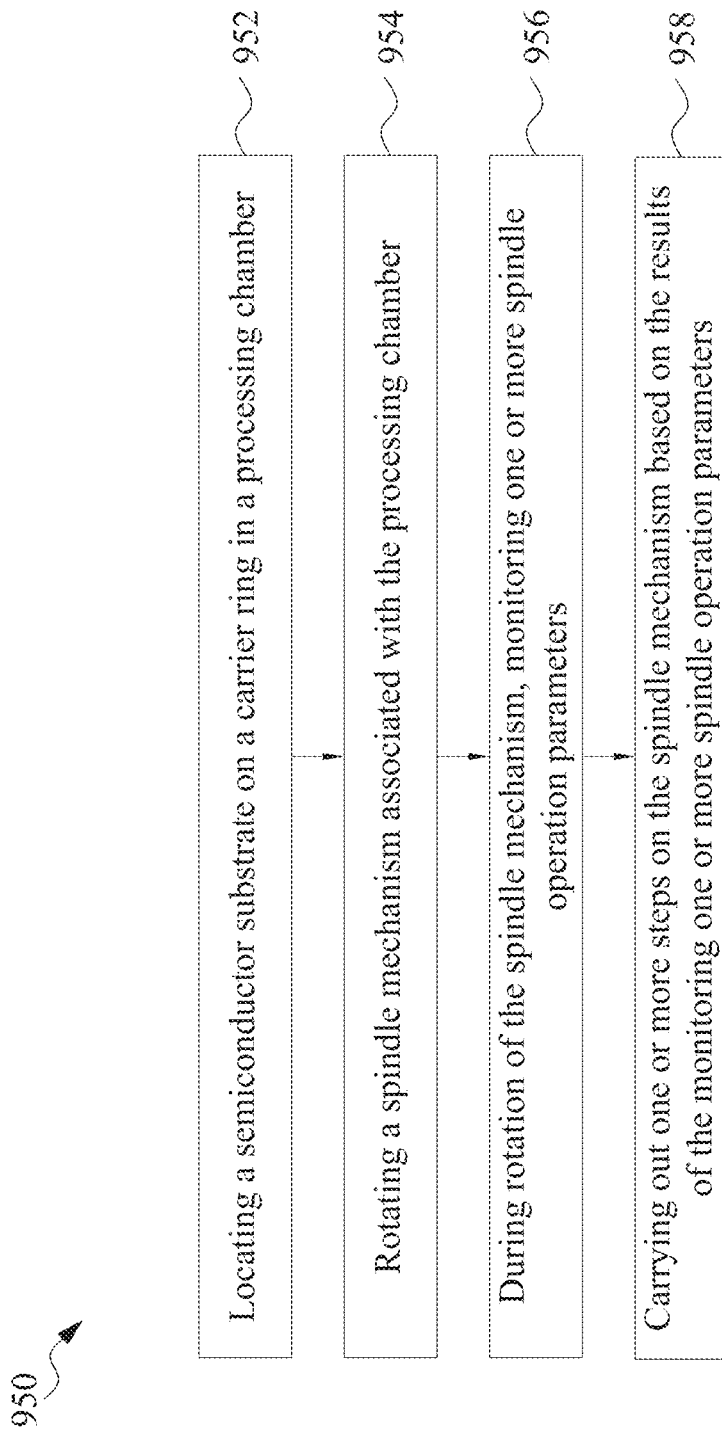 950
Locating a semiconductor substrate on a carrier ring in a processing chamber
952
Rotating a spindle mechanism associated with the processing chamber
954
During rotation of the spindle mechanism, monitoring one or more spindle
operation parameters
956
Carrying out one or more steps on the spindle mechanism based on the results
of the monitoring one or more spindle operation parameters
958